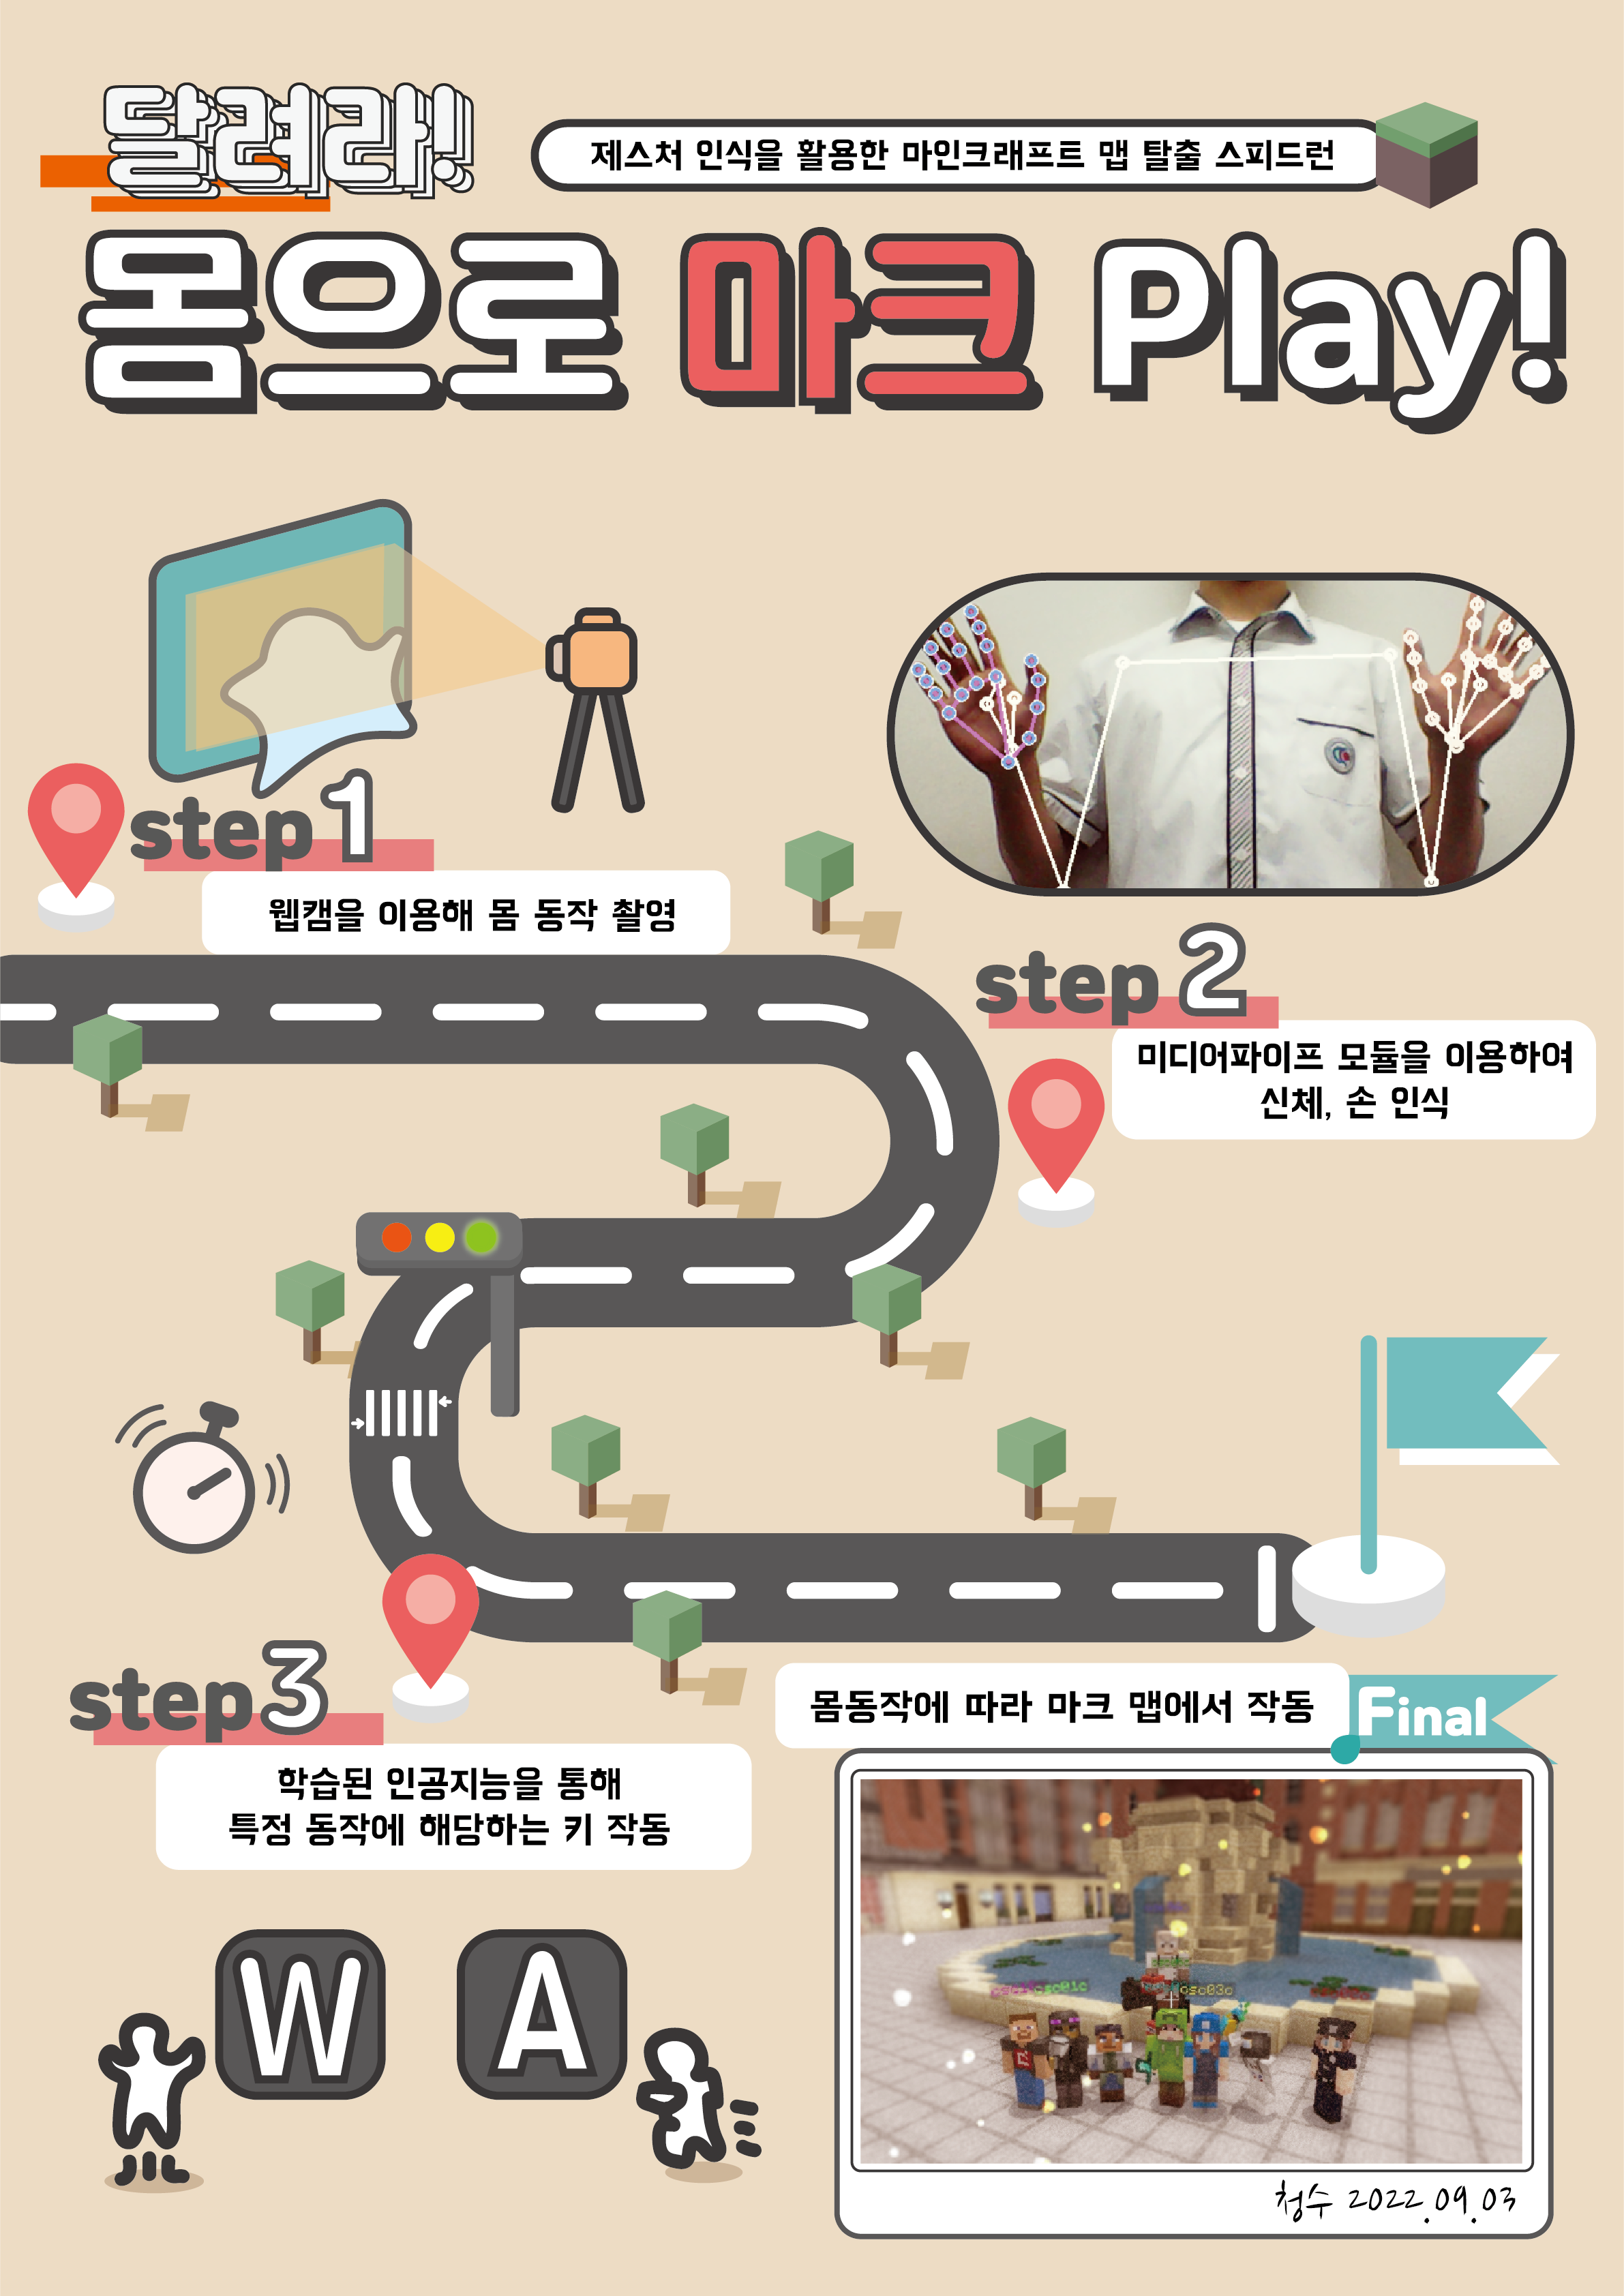 달려라!
제스처 인식을 활용한 마인크래프트 맵 탈출 스피드런
몸으로 마크 Play!
step 1
웹캠을 이용해 몸 동작 촬영
step 2
미디어파이프 모듈을 이용하여
신체, 손 인식
step 3
학습된 인공지능을 통해
특정 동작에 해당하는 키 작동
W A
몸동작에 따라 마크 맵에서 작동
Final
csc01c
csc03c
청수 2022.09.03